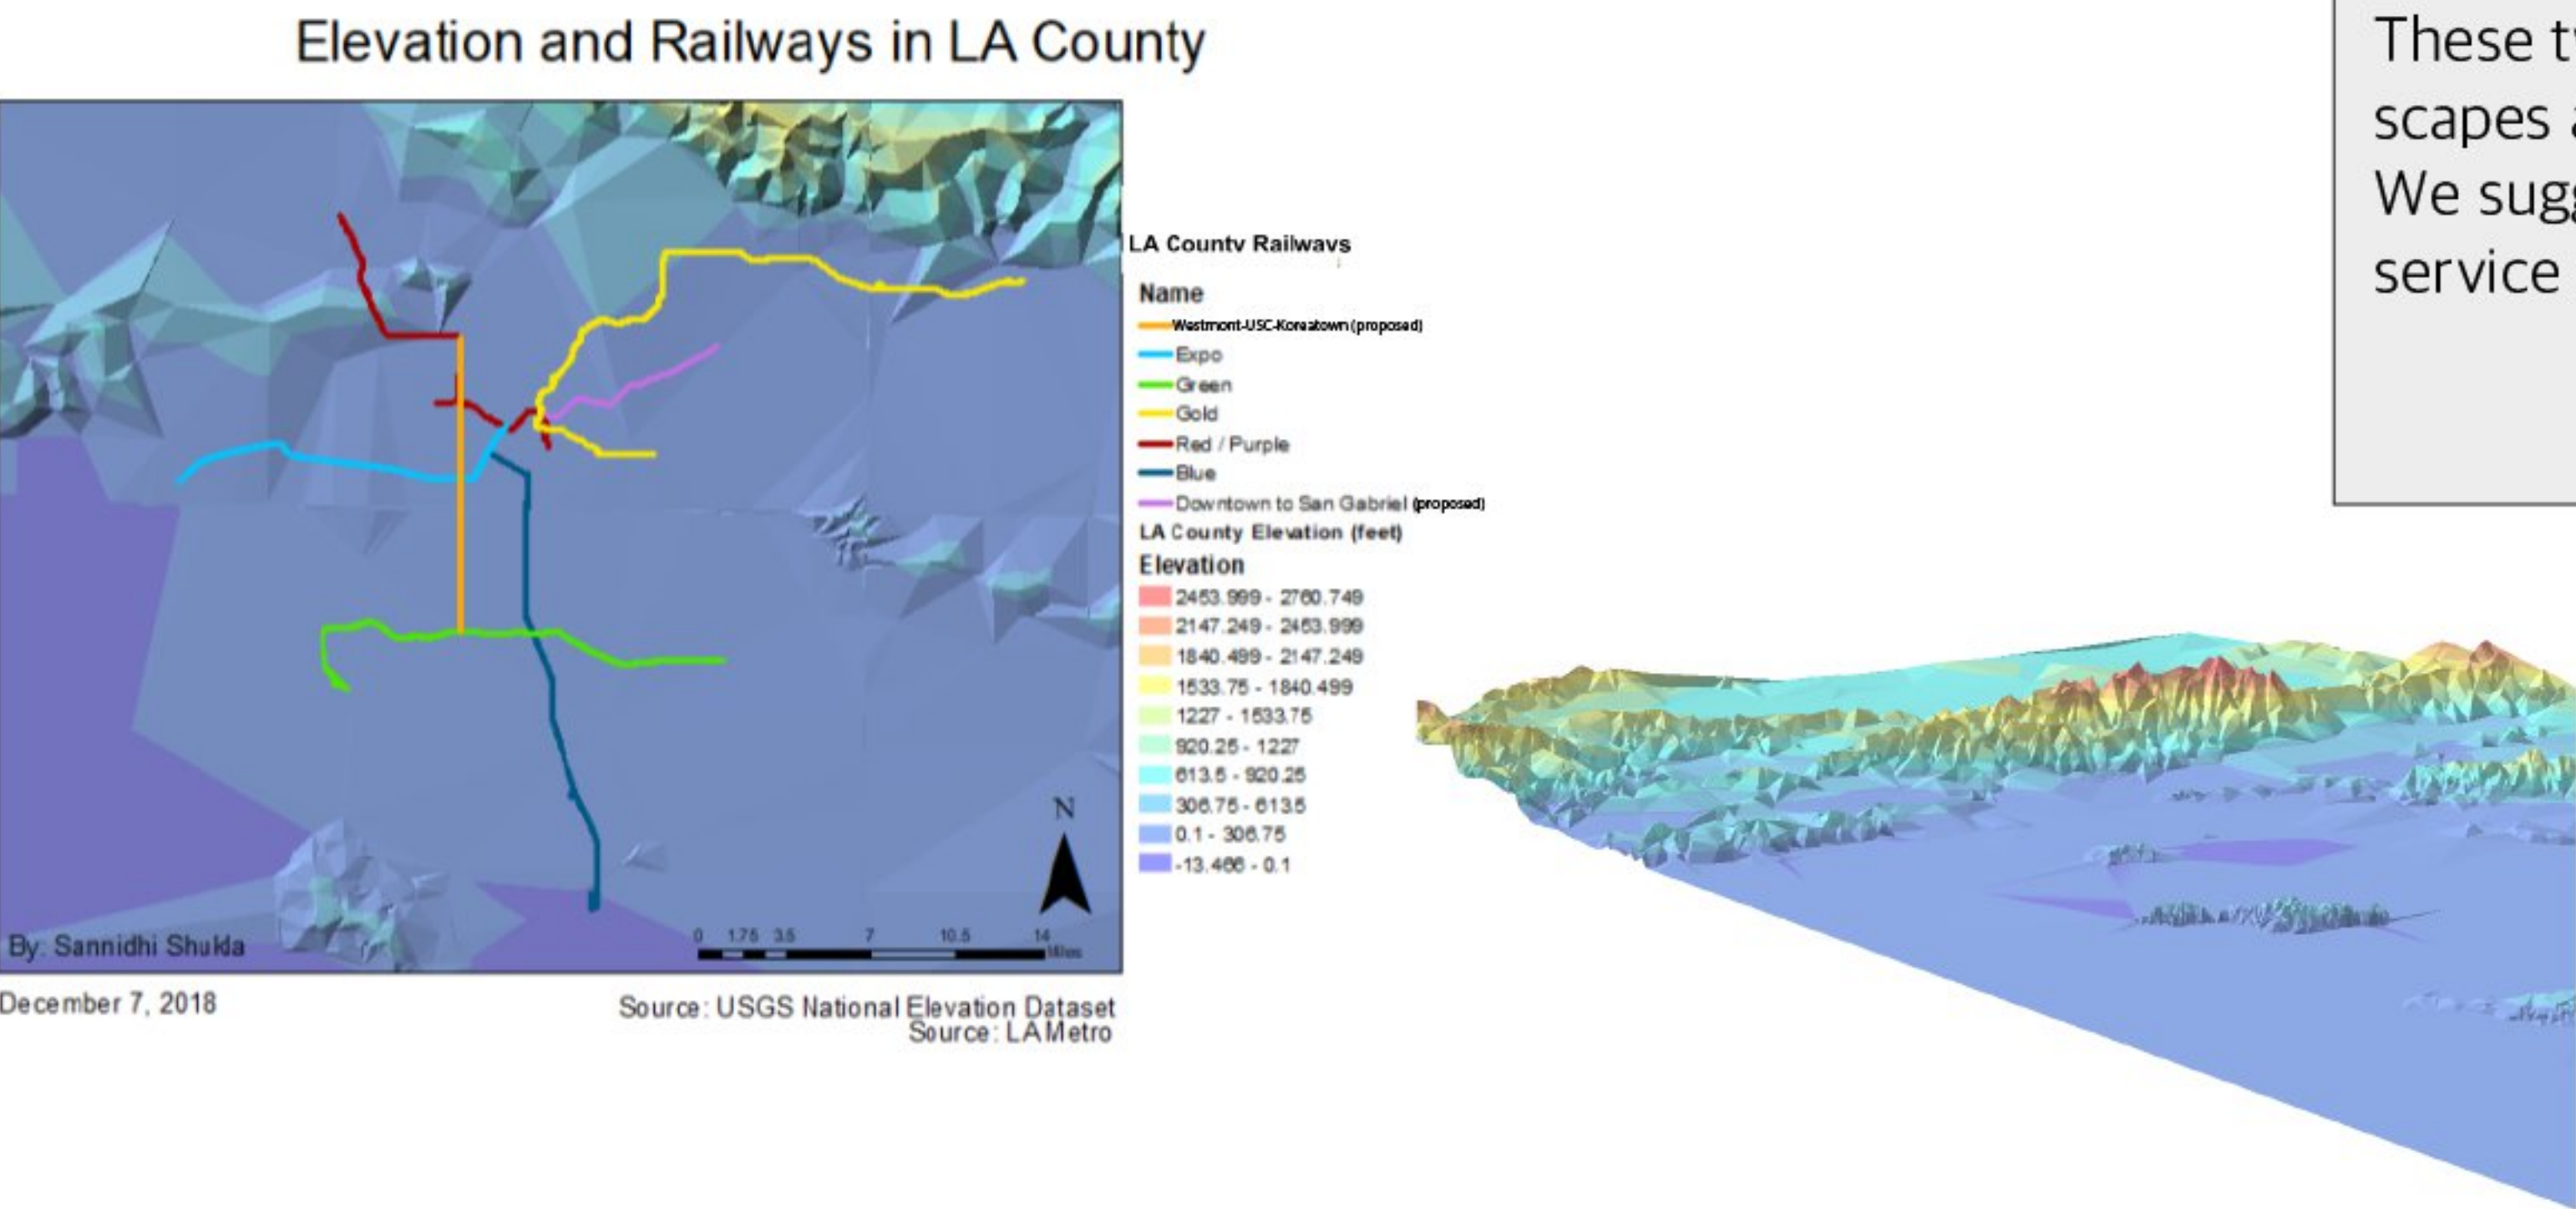 Elevation and Railways in LA County
These t
scapes
We sugg
service
LA County Railways
Name
Westmont-USC-Koreatown (proposed)
Expo
Green
Gold
Red / Purple
Blue
Downtown to San Gabriel (proposed)
LA County Elevation (feet)
Elevation
2453.999 - 2760.749
2147.249 - 2453.999
1840.499 - 2147.249
1533.75 - 1840.499
1227 - 1533.75
920.25 - 1227
613.5 - 920.25
306.75 - 613.5
0.1 - 306.75
-13.466 - 0.1
N
0 1.75 3.5 7 10.5 14
Miles
By: Sannidhi Shukla
December 7, 2018
Source: USGS National Elevation Dataset
Source: LA Metro